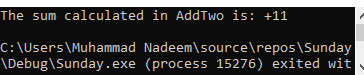 The sum calculated in AddTwo is: +11
C:\Users\Muhammad Nadeem\source\repos\Sunday
\Debug\Sunday.exe (process 15276) exited wit